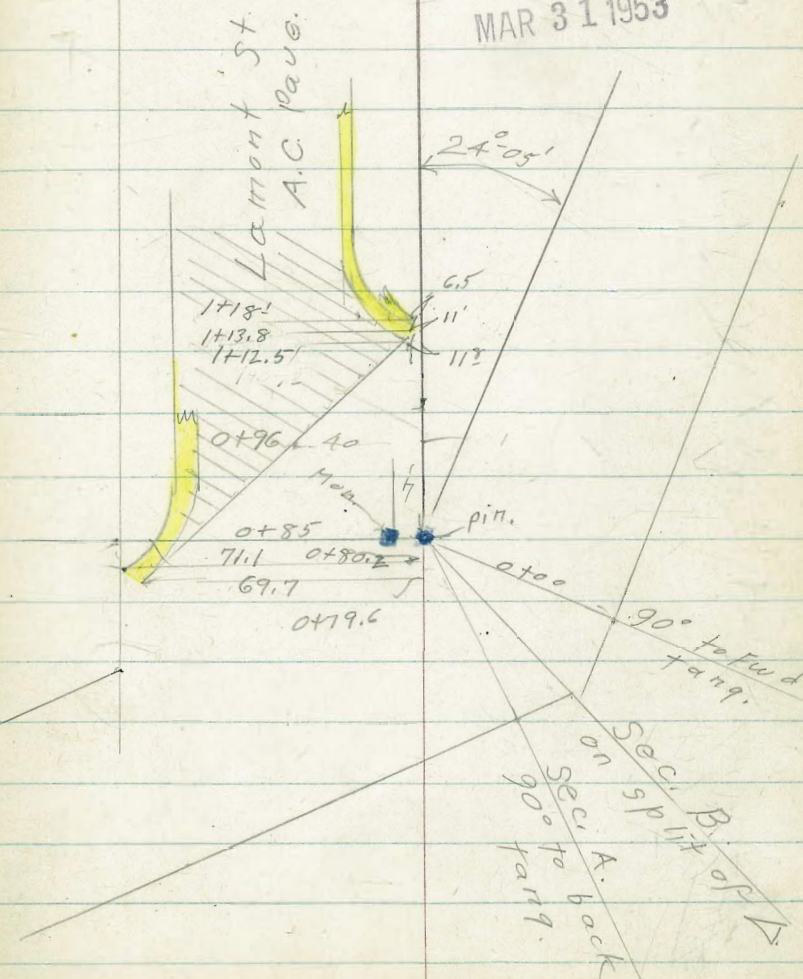 MAR 31 1953
Lamont St.
A.C. Pavg.
24°-05'
6.5
11'
11
1+18
1+13.8
1+12.5
0+96
40
Mon.
4'
pin.
0+85
71.1
0+80.2
69.7
0+79.6
0+00
90° to Fwd
tang.
Sec. B.
on split of Δ
Sec. A.
90° to back
tang.